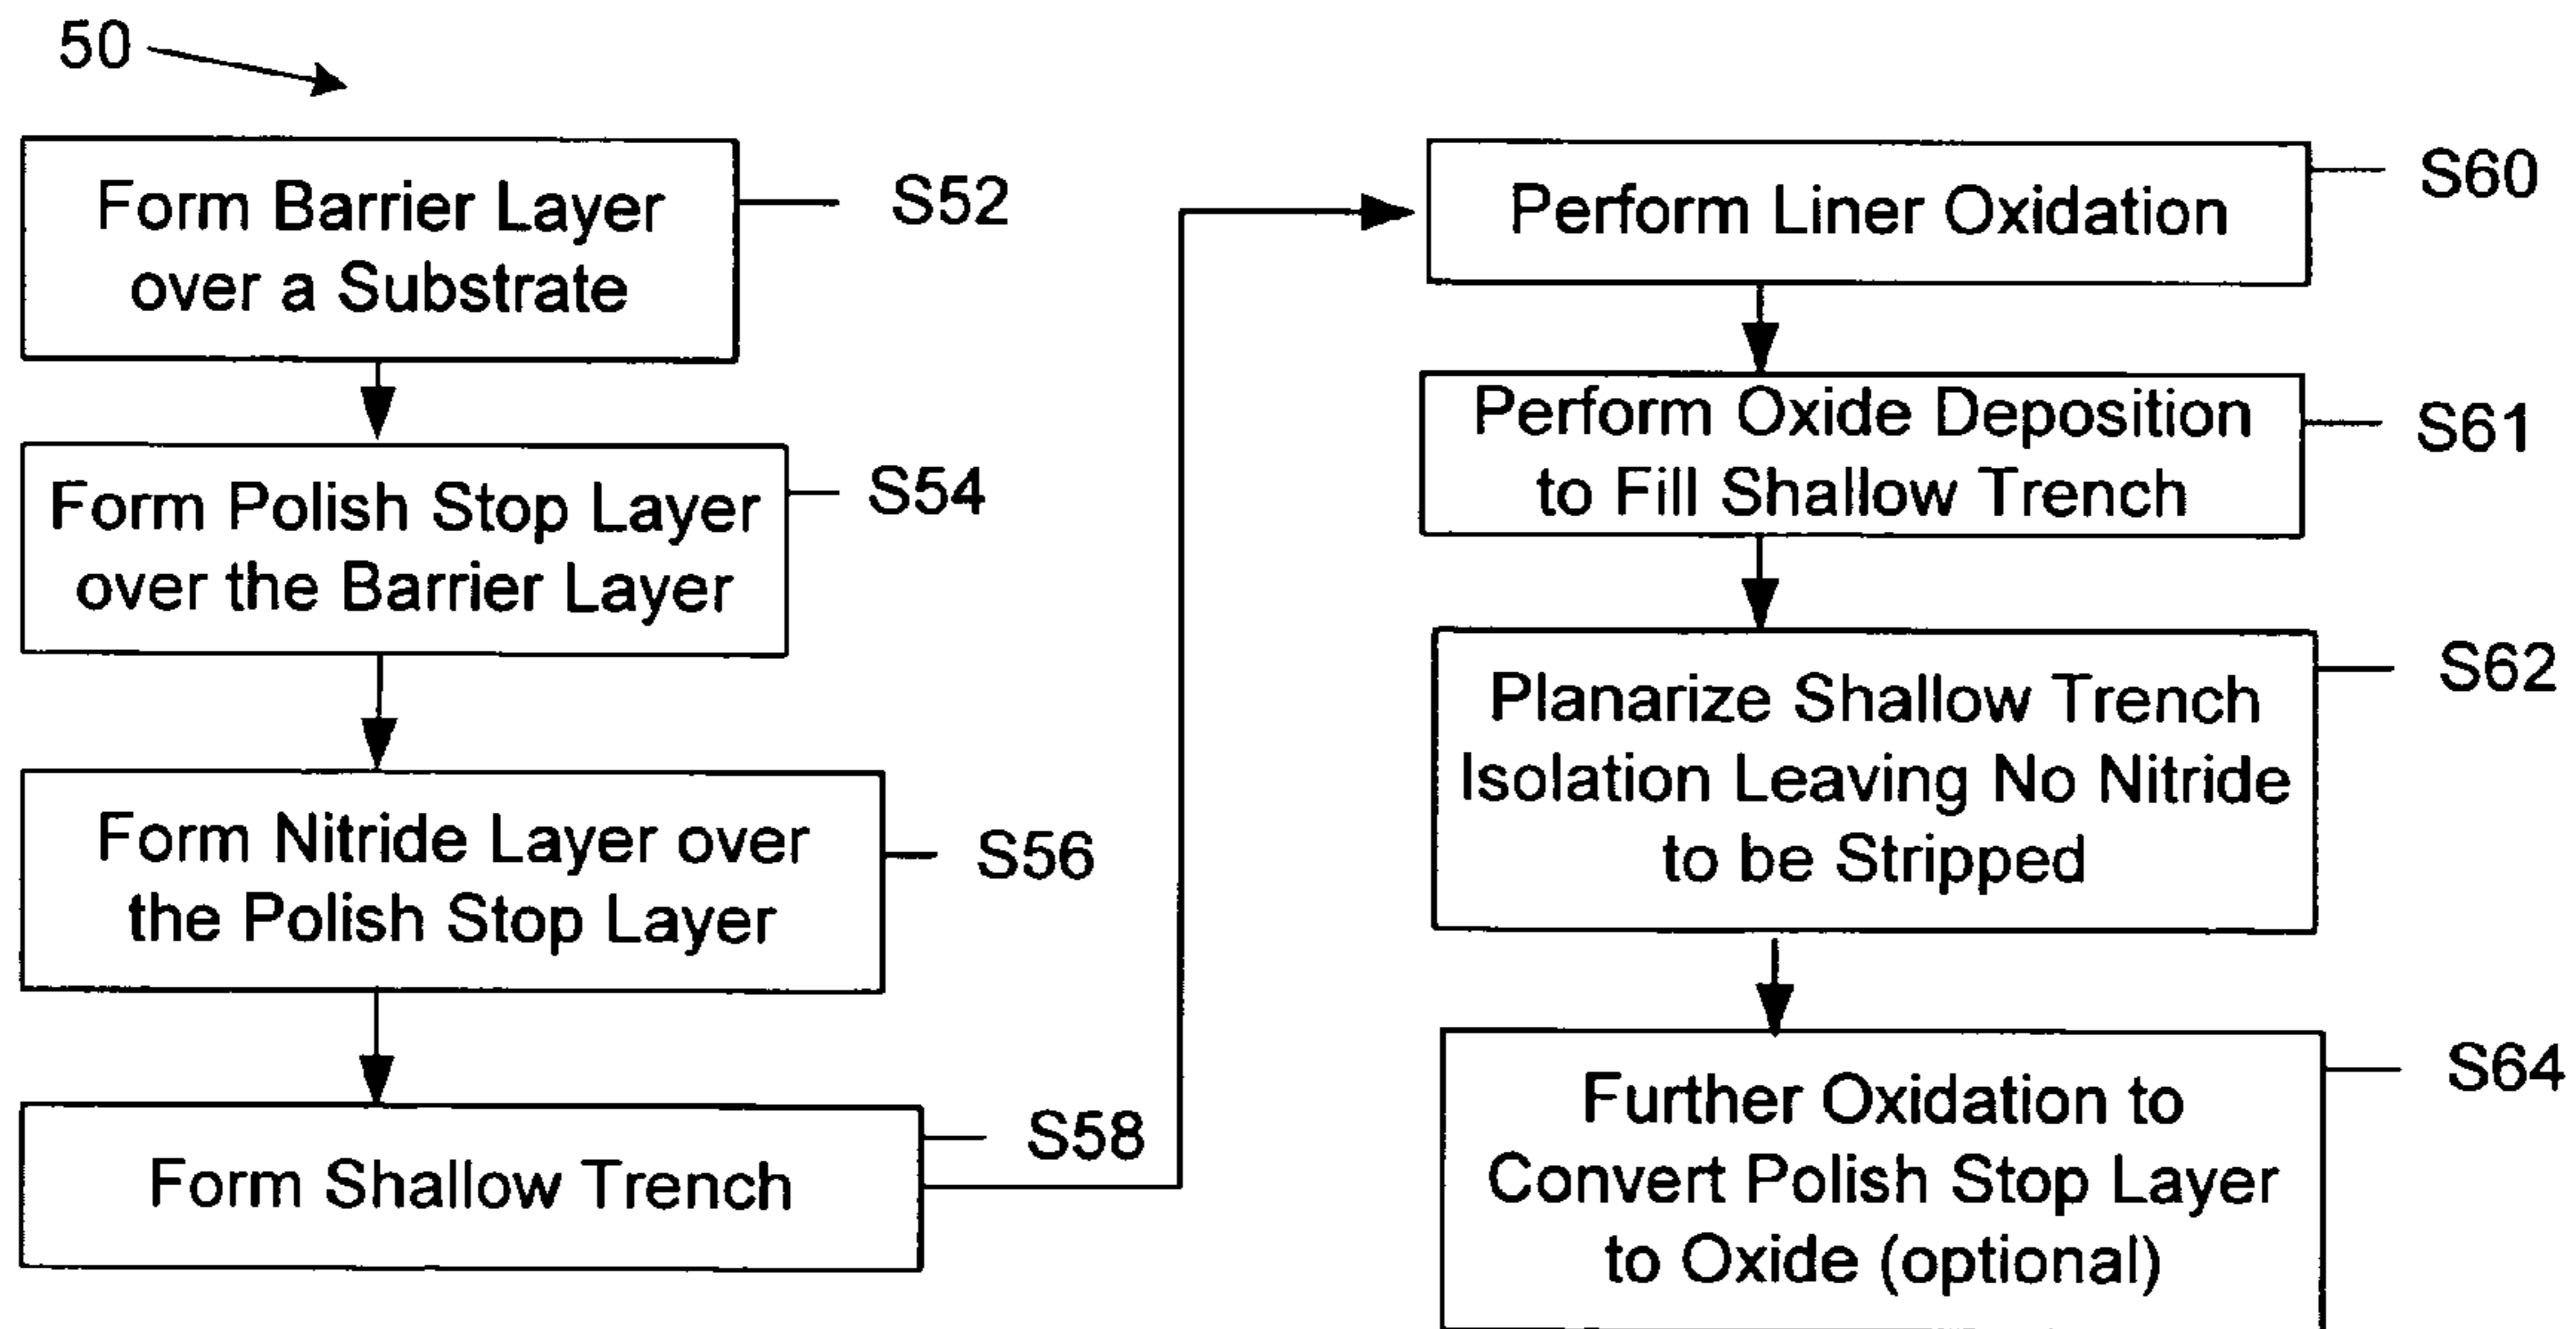 50
Form Barrier Layer
over a Substrate
S52
Form Polish Stop Layer
over the Barrier Layer
S54
Form Nitride Layer over
the Polish Stop Layer
S56
Form Shallow Trench
S58
Perform Liner Oxidation
S60
Perform Oxide Deposition
to Fill Shallow Trench
S61
Planarize Shallow Trench
Isolation Leaving No Nitride
to be Stripped
S62
Further Oxidation to
Convert Polish Stop Layer
to Oxide (optional)
S64